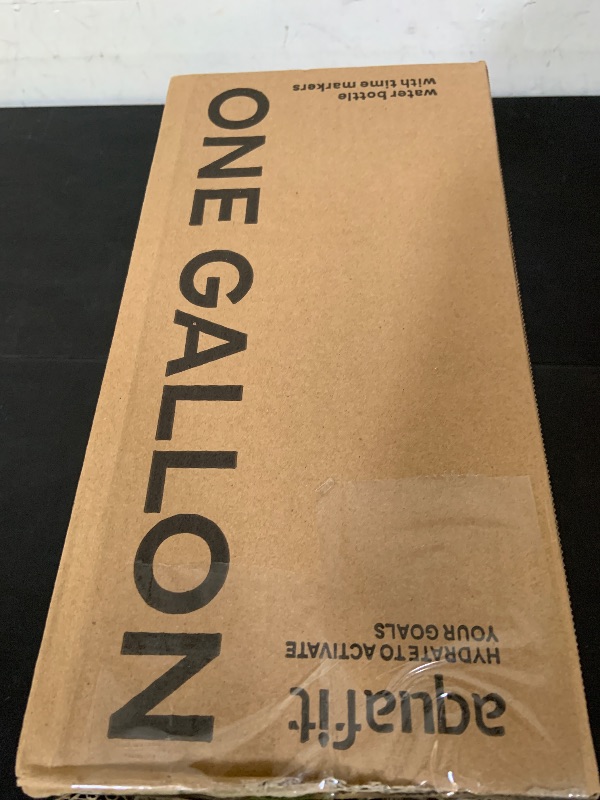 ONE GALLON
aquafit
HYDRATE TO ACTIVATE
YOUR GOALS
water bottle
with time markers